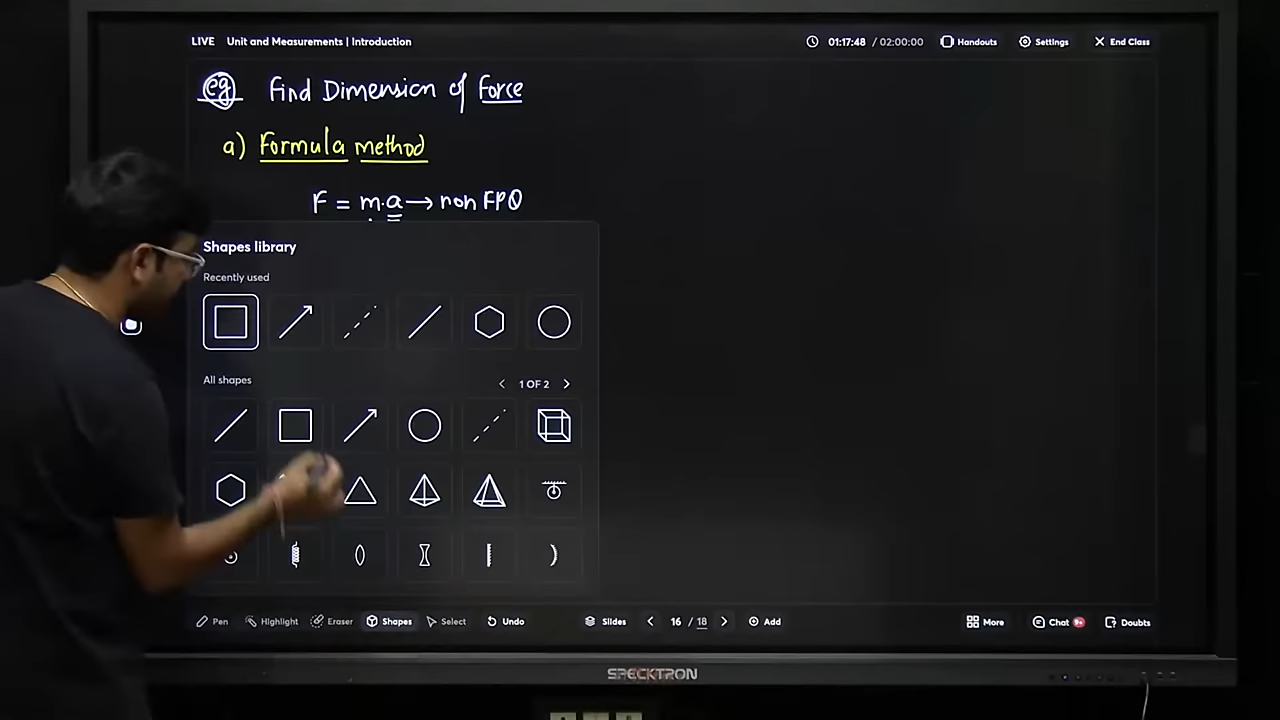 LIVE Unit and Measurements | Introduction 01:17:48 / 02:00:00 Handouts Settings End Class
eg Find Dimension of Force
a) Formula method
F = m.a → non FPQ
Shapes library
Recently used
All shapes < 1 OF 2 >
Pen Highlight Eraser Shapes Select Undo Slides < 16 / 18 > Add More Chat 9+ Doubts
SPECKTRON